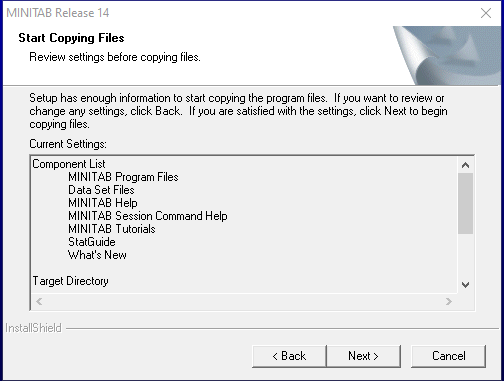 MINITAB Release 14
Start Copying Files
Review settings before copying files.
Setup has enough information to start copying the program files. If you want to review or
change any settings, click Back. If you are satisfied with the settings, click Next to begin
copying files.
Current Settings:
Component List
MINITAB Program Files
Data Set Files
MINITAB Help
MINITAB Session Command Help
MINITAB Tutorials
StatGuide
What's New
Target Directory
InstallShield
< Back
Next >
Cancel